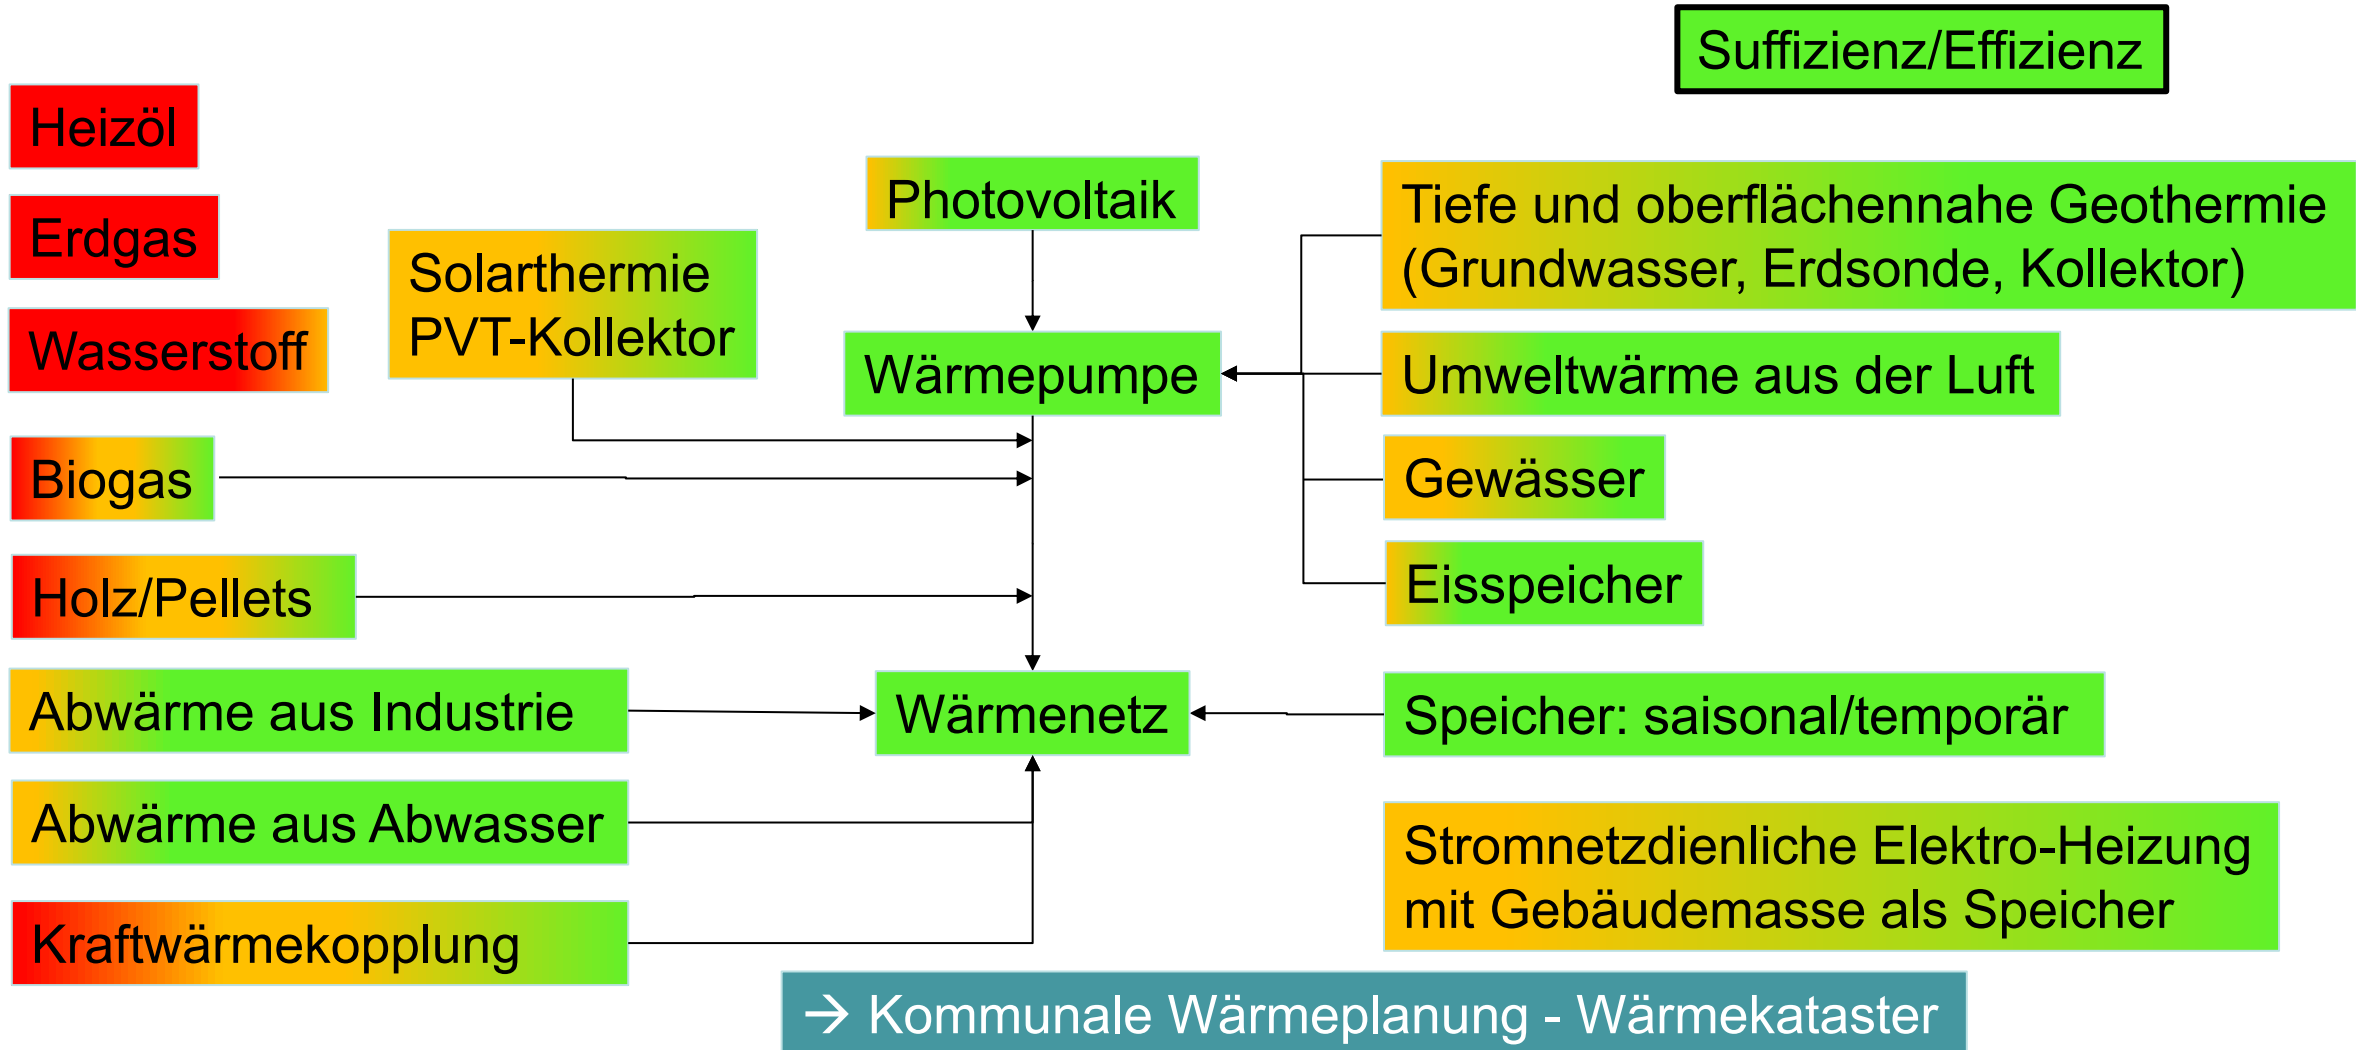 Suffizienz/Effizienz
Heizöl
Erdgas
Wasserstoff
Biogas
Holz/Pellets
Abwärme aus Industrie
Abwärme aus Abwasser
Kraftwärmekopplung
Solarthermie
PVT-Kollektor
Photovoltaik
Wärmepumpe
Wärmenetz
Tiefe und oberflächennahe Geothermie
(Grundwasser, Erdsonde, Kollektor)
Umweltwärme aus der Luft
Gewässer
Eisspeicher
Speicher: saisonal/temporär
Stromnetzdienliche Elektro-Heizung
mit Gebäudemasse als Speicher
→ Kommunale Wärmeplanung - Wärmekataster